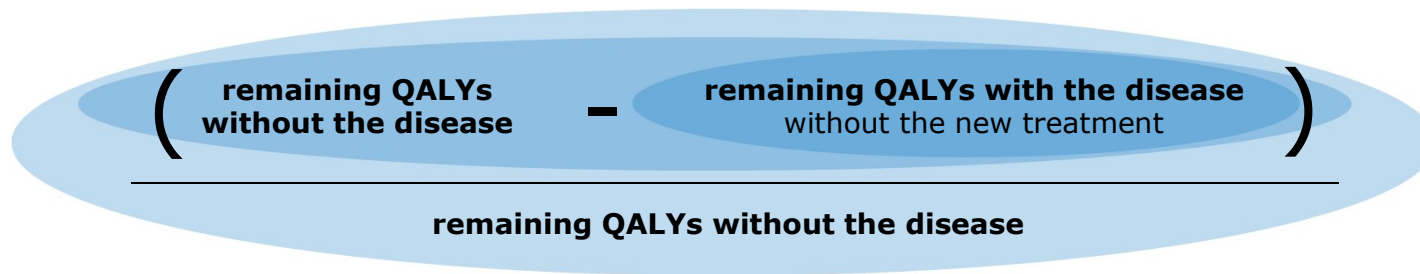 ( remaining QALYs without the disease - remaining QALYs with the disease without the new treatment )
remaining QALYs without the disease